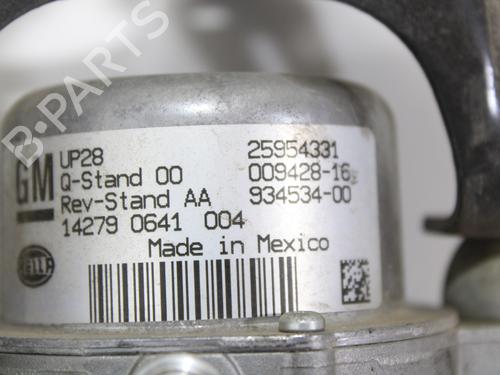 B-PARTS
GM
UP28 25954331
Q-Stand 00 009428-16
Rev-Stand AA 934534-00
14279 0641 004
Made in Mexico
HELLA